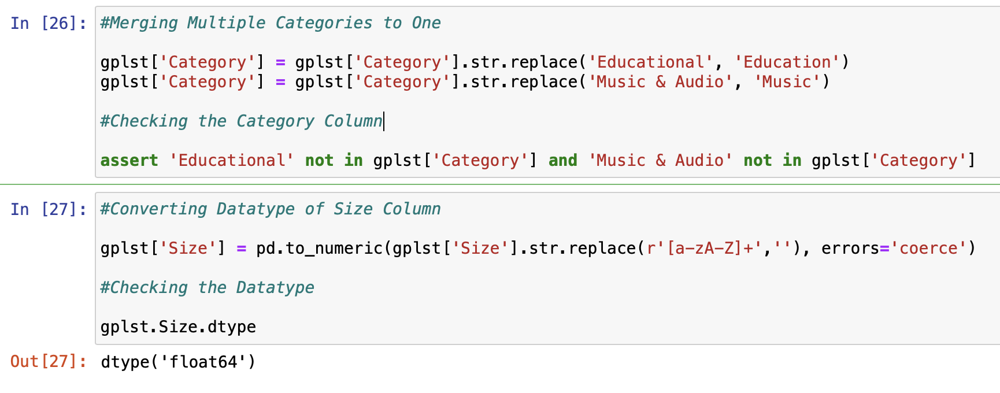 In [26]: #Merging Multiple Categories to One
gplst['Category'] = gplst['Category'].str.replace('Educational', 'Education')
gplst['Category'] = gplst['Category'].str.replace('Music & Audio', 'Music')
#Checking the Category Column
assert 'Educational' not in gplst['Category'] and 'Music & Audio' not in gplst['Category']
In [27]: #Converting Datatype of Size Column
gplst['Size'] = pd.to_numeric(gplst['Size'].str.replace(r'[a-zA-Z]+',''), errors='coerce')
#Checking the Datatype
gplst.Size.dtype
Out[27]: dtype('float64')